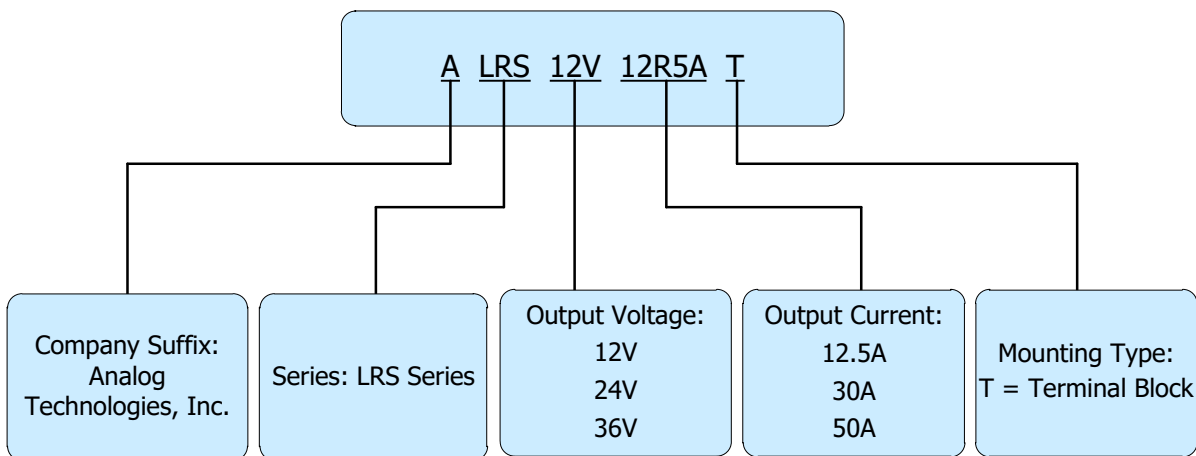 A LRS 12V 12R5A T
Company Suffix:
Analog
Technologies, Inc.
Series: LRS Series
Output Voltage:
12V
24V
36V
Output Current:
12.5A
30A
50A
Mounting Type:
T = Terminal Block